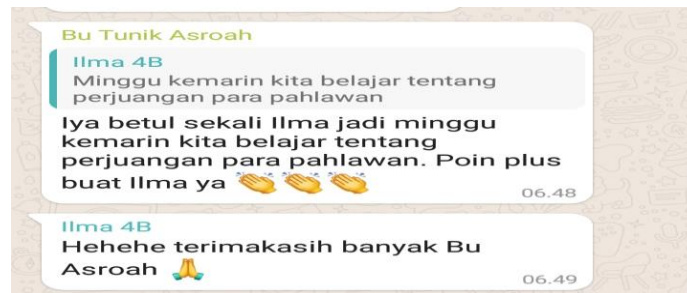 Bu Tunik Asroah
Ilma 4B
Minggu kemarin kita belajar tentang
perjuangan para pahlawan
Iya betul sekali Ilma jadi minggu
kemarin kita belajar tentang
perjuangan para pahlawan. Poin plus
buat Ilma ya 👏👏👏
06.48
Ilma 4B
Hehehe terimakasih banyak Bu
Asroah 🙏
06.49